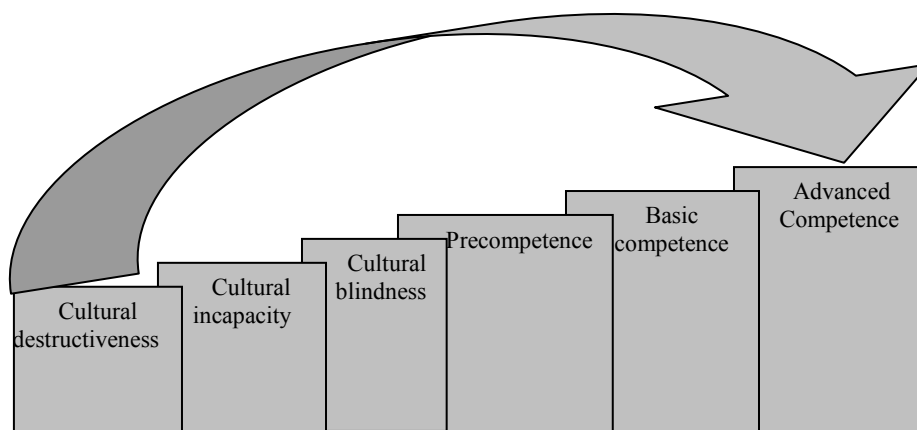 Cultural
destructiveness
Cultural
incapacity
Cultural
blindness
Precompetence
Basic
competence
Advanced
Competence